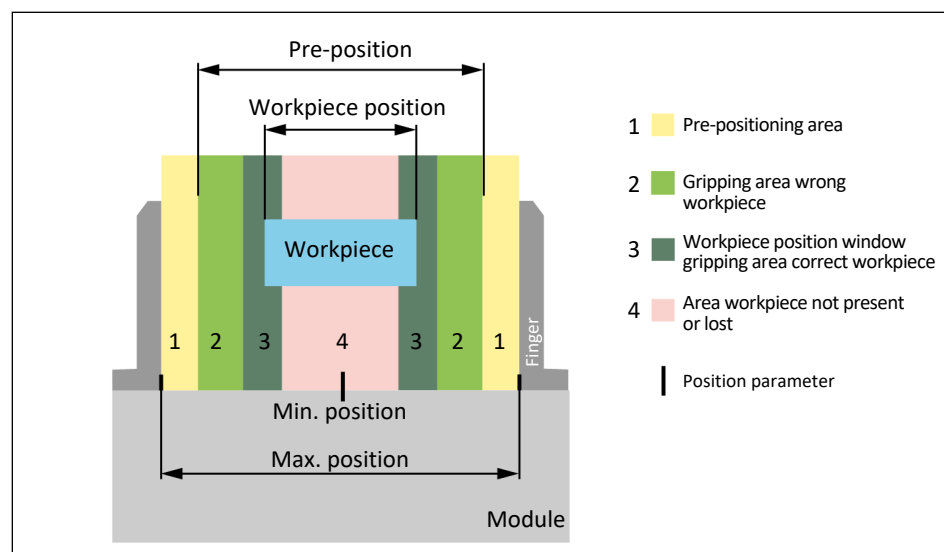 Pre-position
Workpiece position
Workpiece
1 2 3 4 3 2 1
Finger
Min. position
Max. position
Module
1 Pre-positioning area
2 Gripping area wrong
workpiece
3 Workpiece position window
gripping area correct workpiece
4 Area workpiece not present
or lost
Position parameter